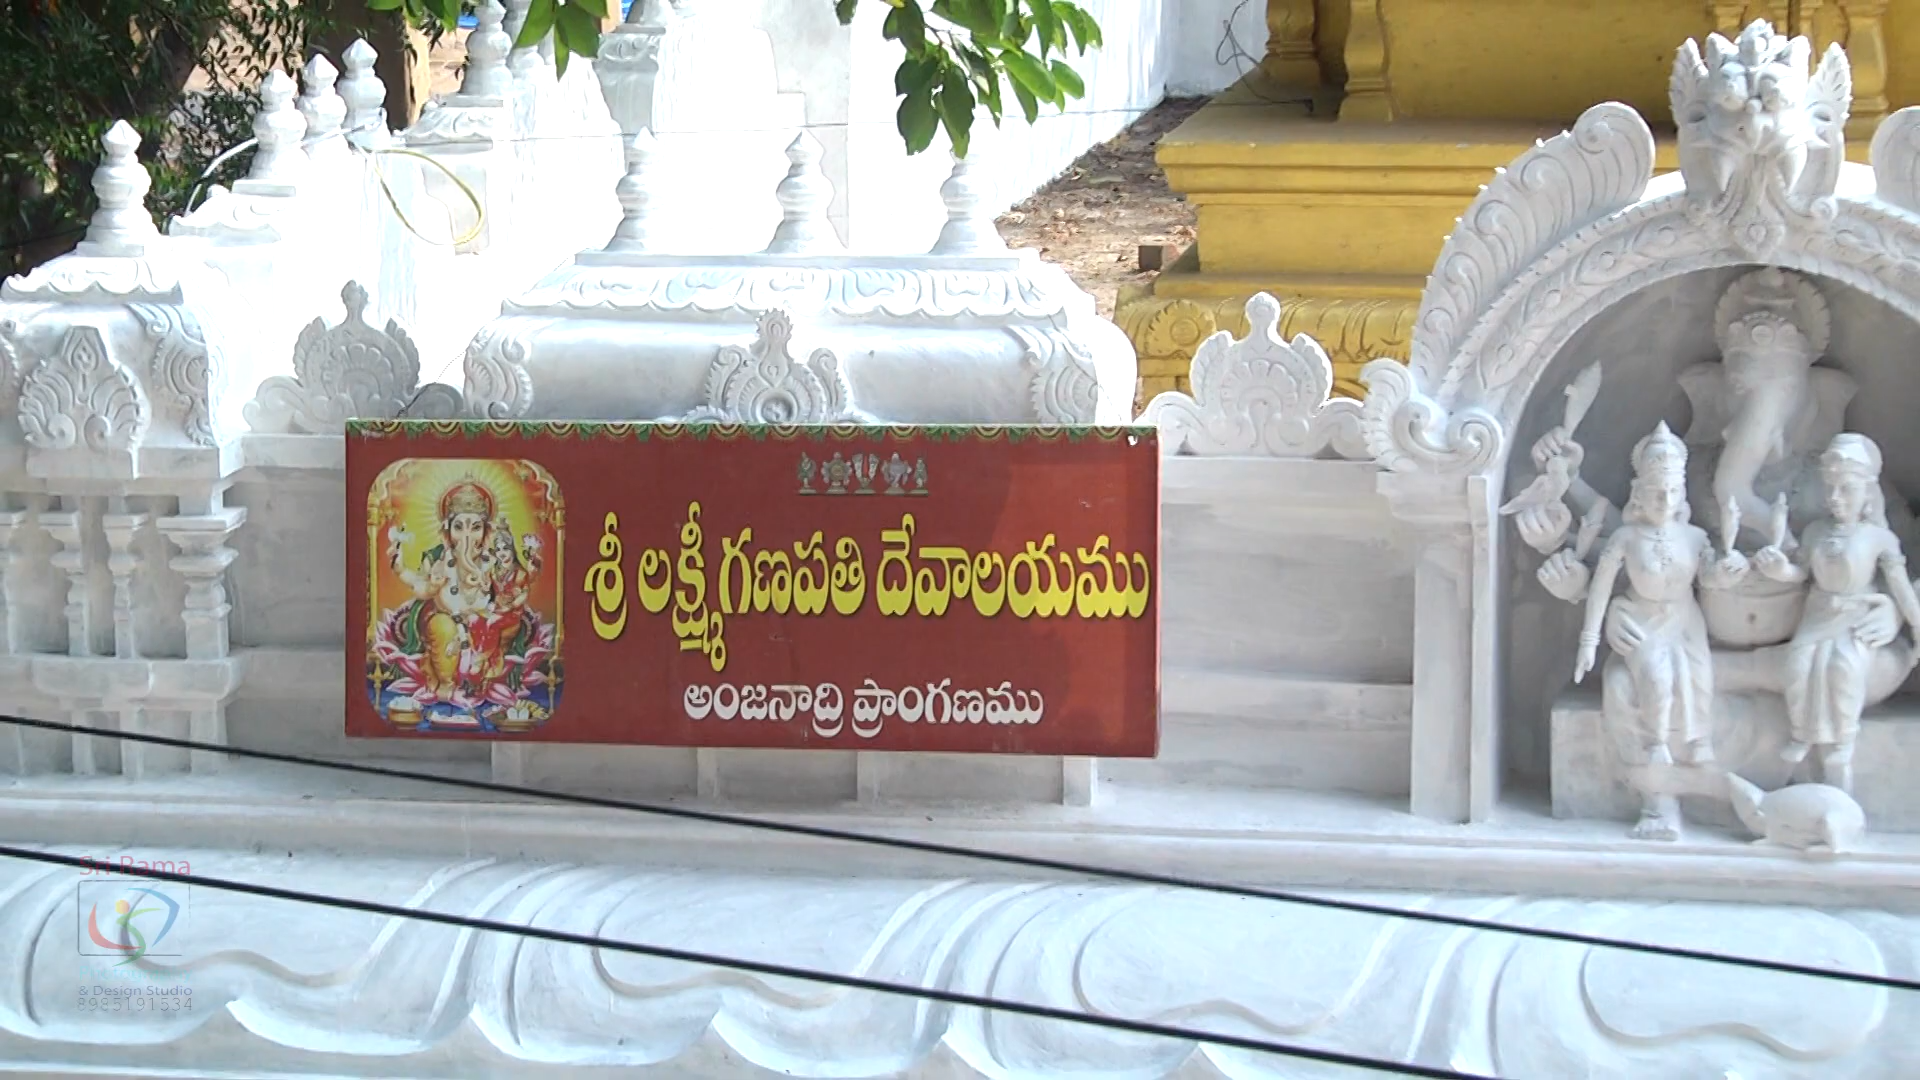 శ్రీ లక్ష్మీగణపతి దేవాలయము
అంజనాద్రి ప్రాంగణము
Sri Rama
& Design Studio
8985191534